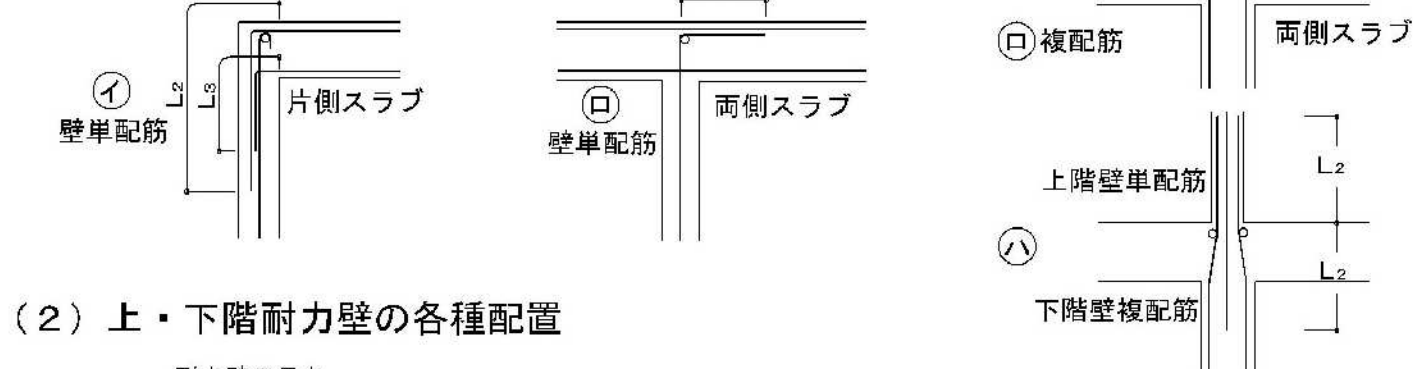 イ
壁単配筋
L2
L3
片側スラブ
ロ
壁単配筋
両側スラブ
ロ 複配筋
両側スラブ
上階壁単配筋
L2
ハ
L2
下階壁複配筋
(2) 上・下階耐力壁の各種配置